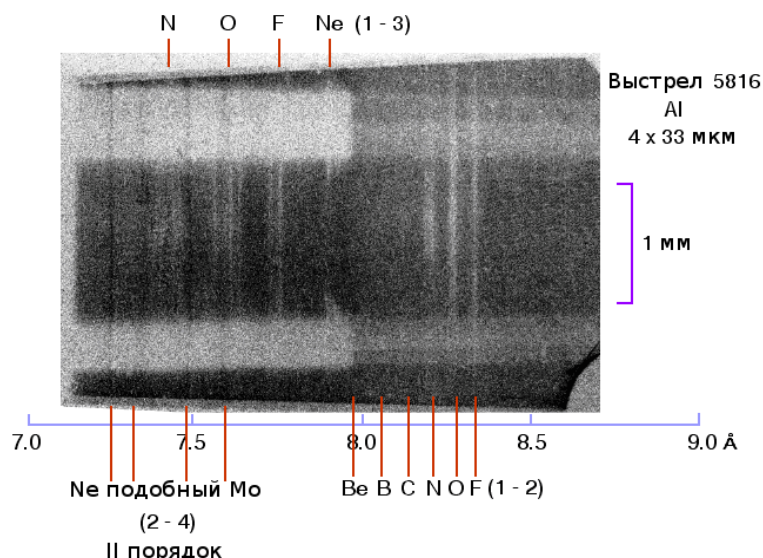 N O F Ne (1 - 3)
Выстрел 5816
Al
4 x 33 мкм
1 мм
7.0 7.5 8.0 8.5 9.0 Å
Ne подобный Mo
(2 - 4)
II порядок
Be B C N O F (1 - 2)